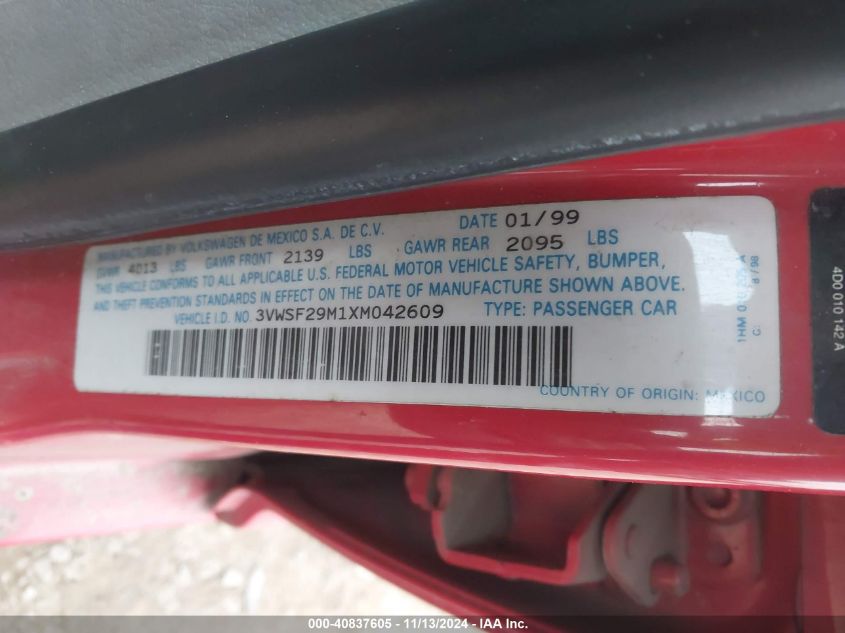 MANUFACTURED BY VOLKSWAGEN DE MEXICO S.A. DE C.V. DATE 01/99
GVWR 4013 LBS GAWR FRONT 2139 LBS GAWR REAR 2095 LBS
THIS VEHICLE CONFORMS TO ALL APPLICABLE U.S. FEDERAL MOTOR VEHICLE SAFETY, BUMPER,
AND THEFT PREVENTION STANDARDS IN EFFECT ON THE DATE OF MANUFACTURE SHOWN ABOVE.
VEHICLE I.D. NO. 3VWSF29M1XM042609 TYPE: PASSENGER CAR
COUNTRY OF ORIGIN: MEXICO
1HM
8/98
4D0 010 142 A
000-40837605 - 11/13/2024 - IAA Inc.